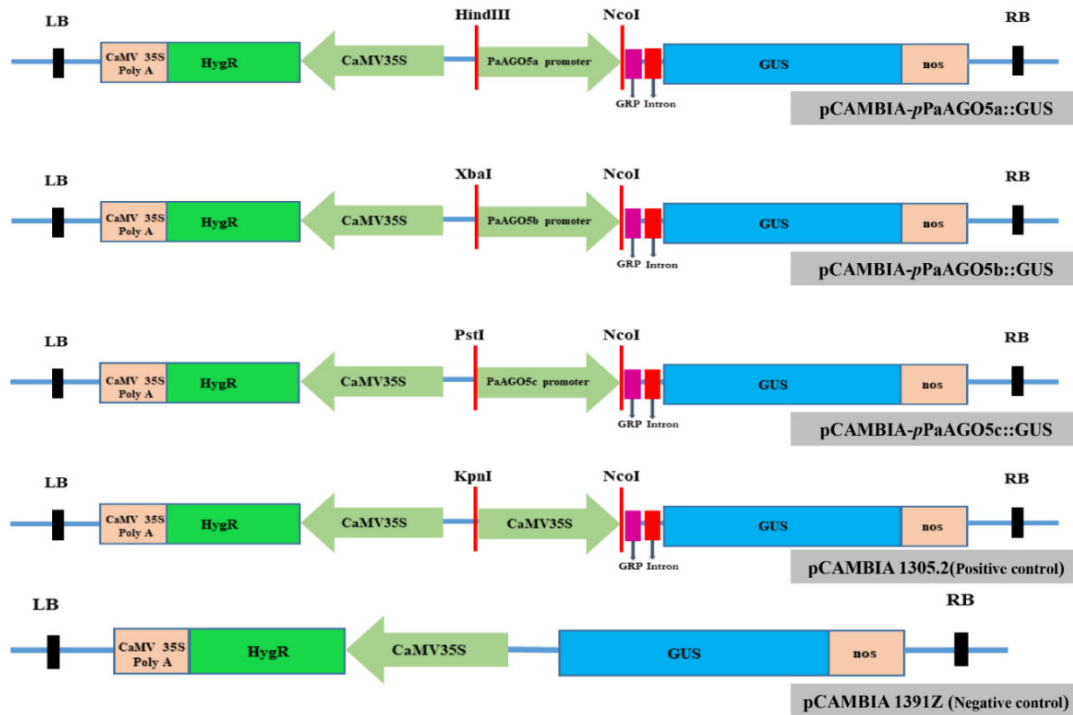 HindIII NcoI
LB RB
CaMV 35S
Poly A
HygR CaMV35S PaAGO5a promoter GUS nos
GRP Intron
pCAMBIA-pPaAGO5a::GUS
XbaI NcoI
LB RB
CaMV 35S
Poly A
HygR CaMV35S PaAGO5b promoter GUS nos
GRP Intron
pCAMBIA-pPaAGO5b::GUS
PstI NcoI
LB RB
CaMV 35S
Poly A
HygR CaMV35S PaAGO5c promoter GUS nos
GRP Intron
pCAMBIA-pPaAGO5c::GUS
KpnI NcoI
LB RB
CaMV 35S
Poly A
HygR CaMV35S CaMV35S GUS nos
GRP Intron
pCAMBIA 1305.2(Positive control)
LB RB
CaMV 35S
Poly A
HygR CaMV35S GUS nos
pCAMBIA 1391Z (Negative control)